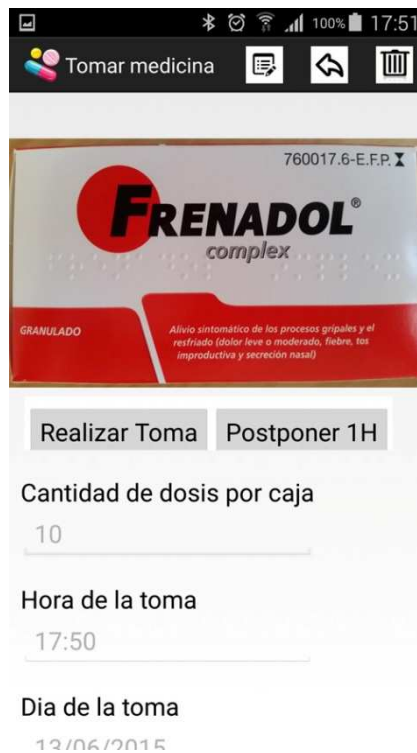 100% 17:51
Tomar medicina
760017.6-E.F.P.
FRENADOL®
complex
GRANULADO
Alivio sintomático de los procesos gripales y el
resfriado (dolor leve o moderado, fiebre, tos
improductiva y secreción nasal)
Realizar Toma
Postponer 1H
Cantidad de dosis por caja
10
Hora de la toma
17:50
Dia de la toma
13/06/2015